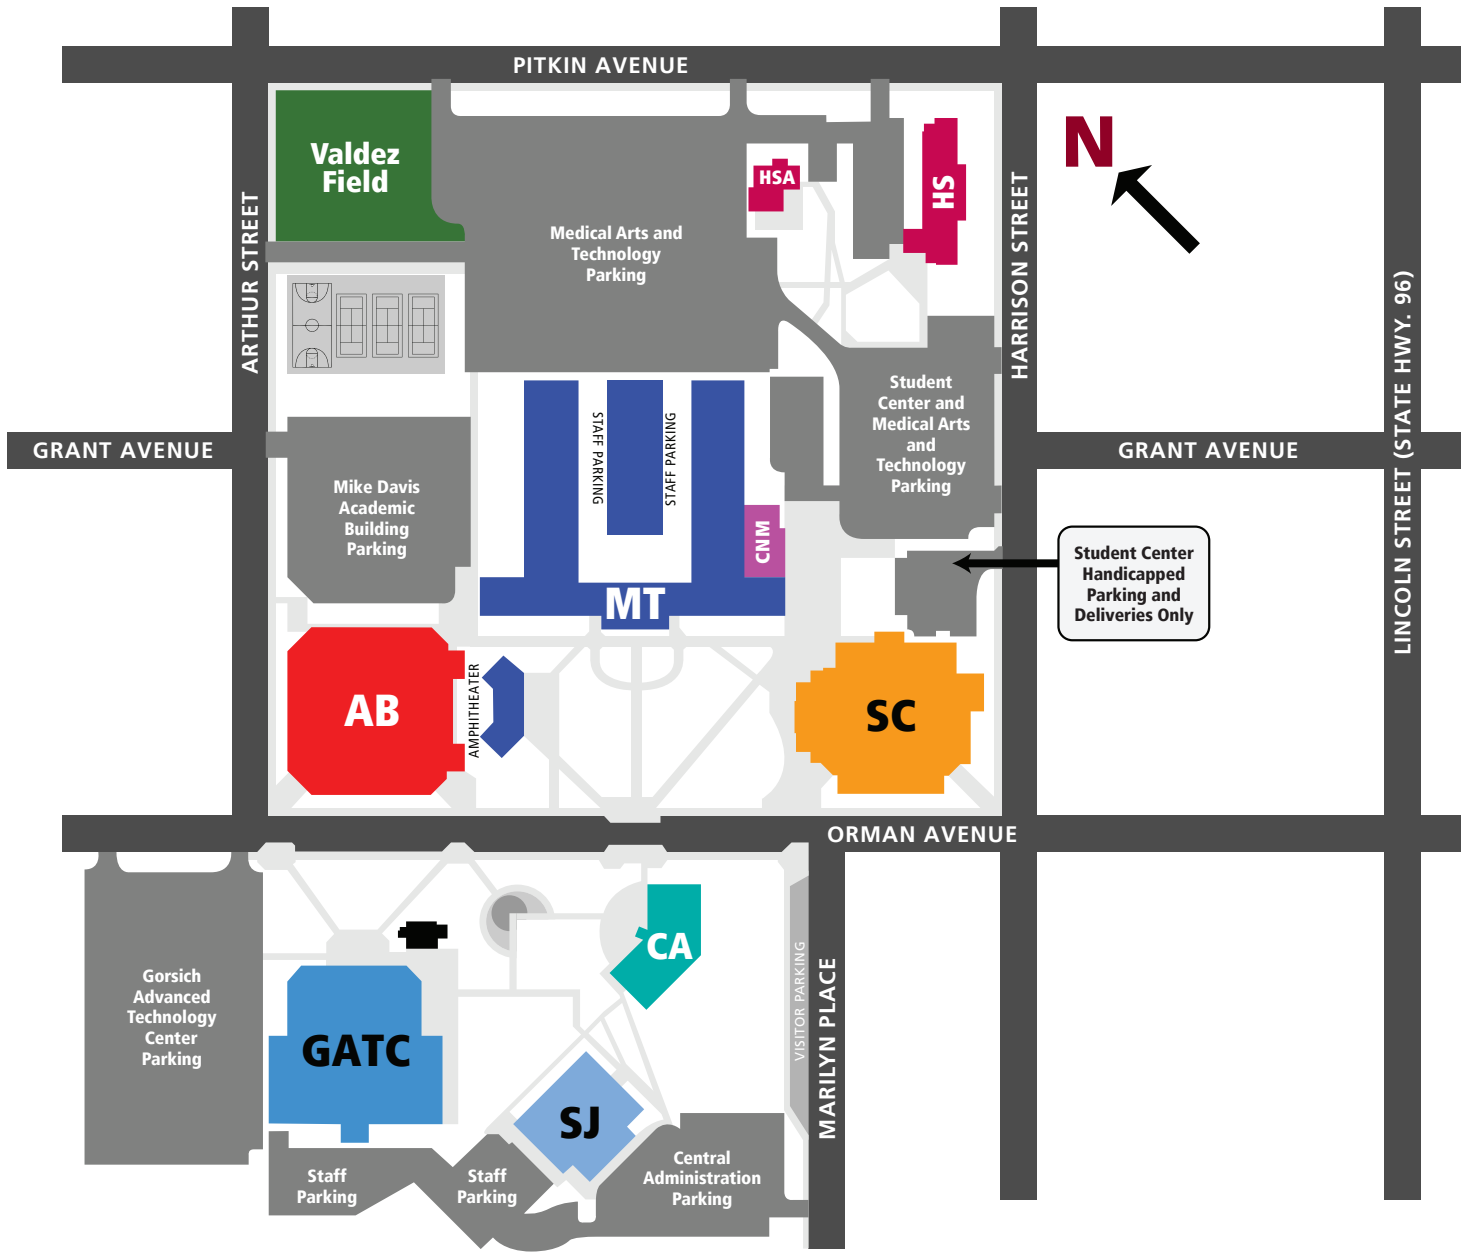 PITKIN AVENUE
N
Valdez
Field
HSA
HS
ARTHUR STREET
HARRISON STREET
LINCOLN STREET (STATE HWY. 96)
Medical Arts and
Technology
Parking
Student
Center and
Medical Arts
and
Technology
Parking
STAFF PARKING
STAFF PARKING
GRANT AVENUE
GRANT AVENUE
Mike Davis
Academic
Building
Parking
CNM
Student Center
Handicapped
Parking and
Deliveries Only
MT
AB
AMPHITHEATER
SC
ORMAN AVENUE
CA
VISITOR PARKING
MARILYN PLACE
Gorsich
Advanced
Technology
Center
Parking
GATC
SJ
Staff
Parking
Staff
Parking
Central
Administration
Parking